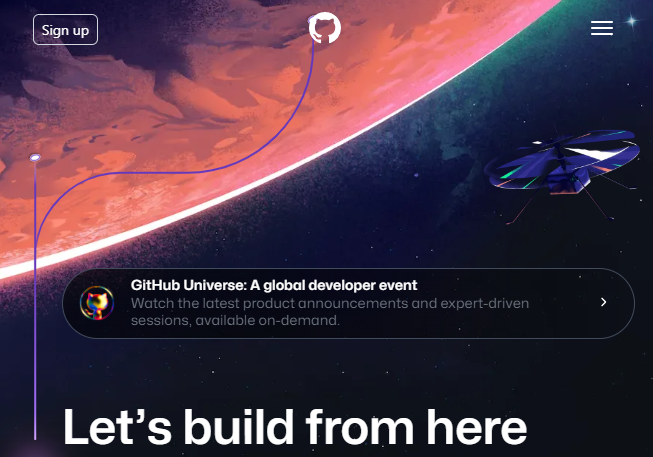 Sign up
GitHub Universe: A global developer event
Watch the latest product announcements and expert-driven
sessions, available on-demand.
Let’s build from here